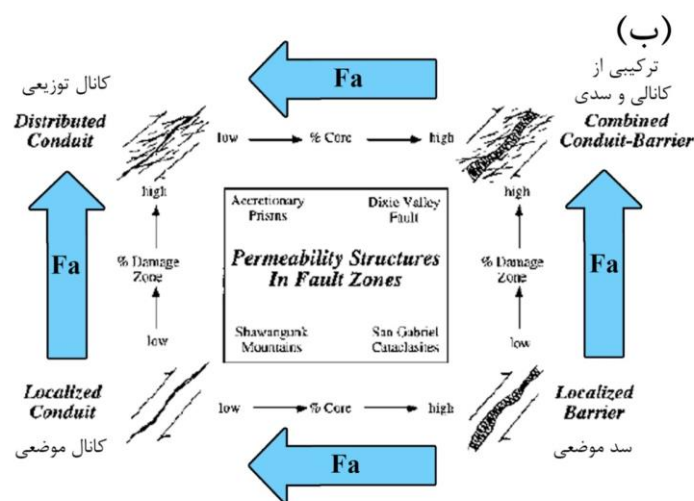 (ب)
Fa
کانال توزیعی
Distributed
Conduit
low % Core high
ترکیبی از
کانالی و سدی
Combined
Conduit-Barrier
high
high
Fa
% Damage
Zone
low
Accretionary
Prisms
Dixie Valley
Fault
Permeability Structures
In Fault Zones
Shawangunk
Mountains
San Gabriel
Cataclasites
% Damage
Zone
low
Fa
Localized
Conduit
کانال موضعی
low % Core high
Localized
Barrier
سد موضعی
Fa